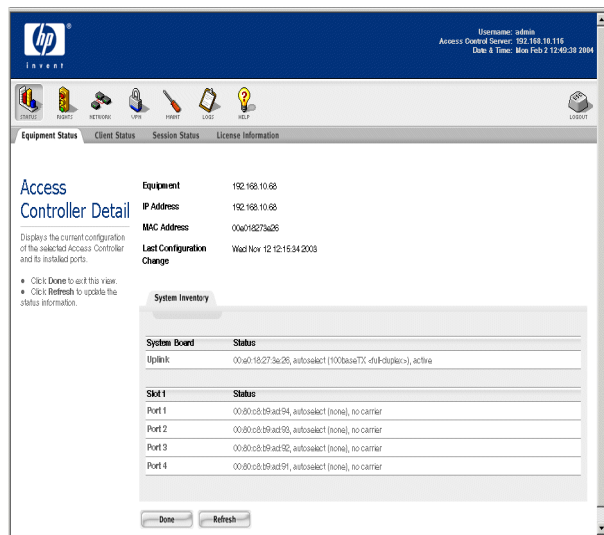 hp
invent
Username: admin
Access Control Server: 192.168.10.116
Date & Time: Mon Feb 2 12:49:38 2004
STATUS RIGHTS NETWORK VPN MAINT LOGS HELP LOGOUT
Equipment Status Client Status Session Status License Information
Access
Controller Detail
Displays the current configuration
of the selected Access Controller
and its installed ports.
• Click Done to exit this view.
• Click Refresh to update the
status information.
Equipment 192.168.10.68
IP Address 192.168.10.68
MAC Address 00e018273e26
Last Configuration
Change Wed Nov 12 12:15:34 2003
System Inventory
System Board Status
Uplink 00:e0:18:27:3e:26, autoselect (100baseTX <full-duplex>), active
Slot 1 Status
Port 1 00:80:c8:b9:ad:94, autoselect (none), no carrier
Port 2 00:80:c8:b9:ad:93, autoselect (none), no carrier
Port 3 00:80:c8:b9:ad:92, autoselect (none), no carrier
Port 4 00:80:c8:b9:ad:91, autoselect (none), no carrier
Done Refresh